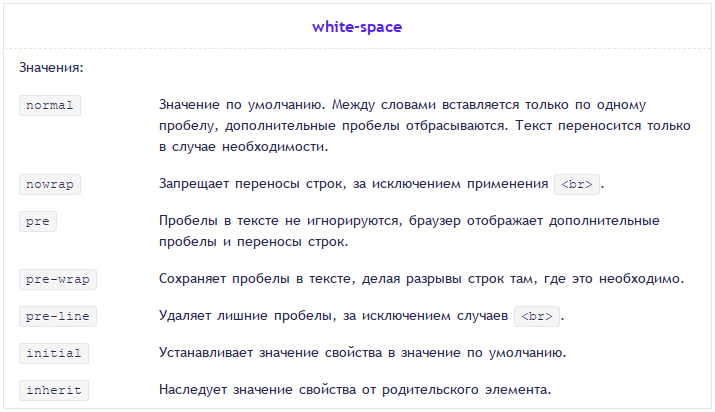 white-space
Значения:
normal Значение по умолчанию. Между словами вставляется только по одному
пробелу, дополнительные пробелы отбрасываются. Текст переносится только
в случае необходимости.
nowrap Запрещает переносы строк, за исключением применения <br> .
pre Пробелы в тексте не игнорируются, браузер отображает дополнительные
пробелы и переносы строк.
pre-wrap Сохраняет пробелы в тексте, делая разрывы строк там, где это необходимо.
pre-line Удаляет лишние пробелы, за исключением случаев <br> .
initial Устанавливает значение свойства в значение по умолчанию.
inherit Наследует значение свойства от родительского элемента.